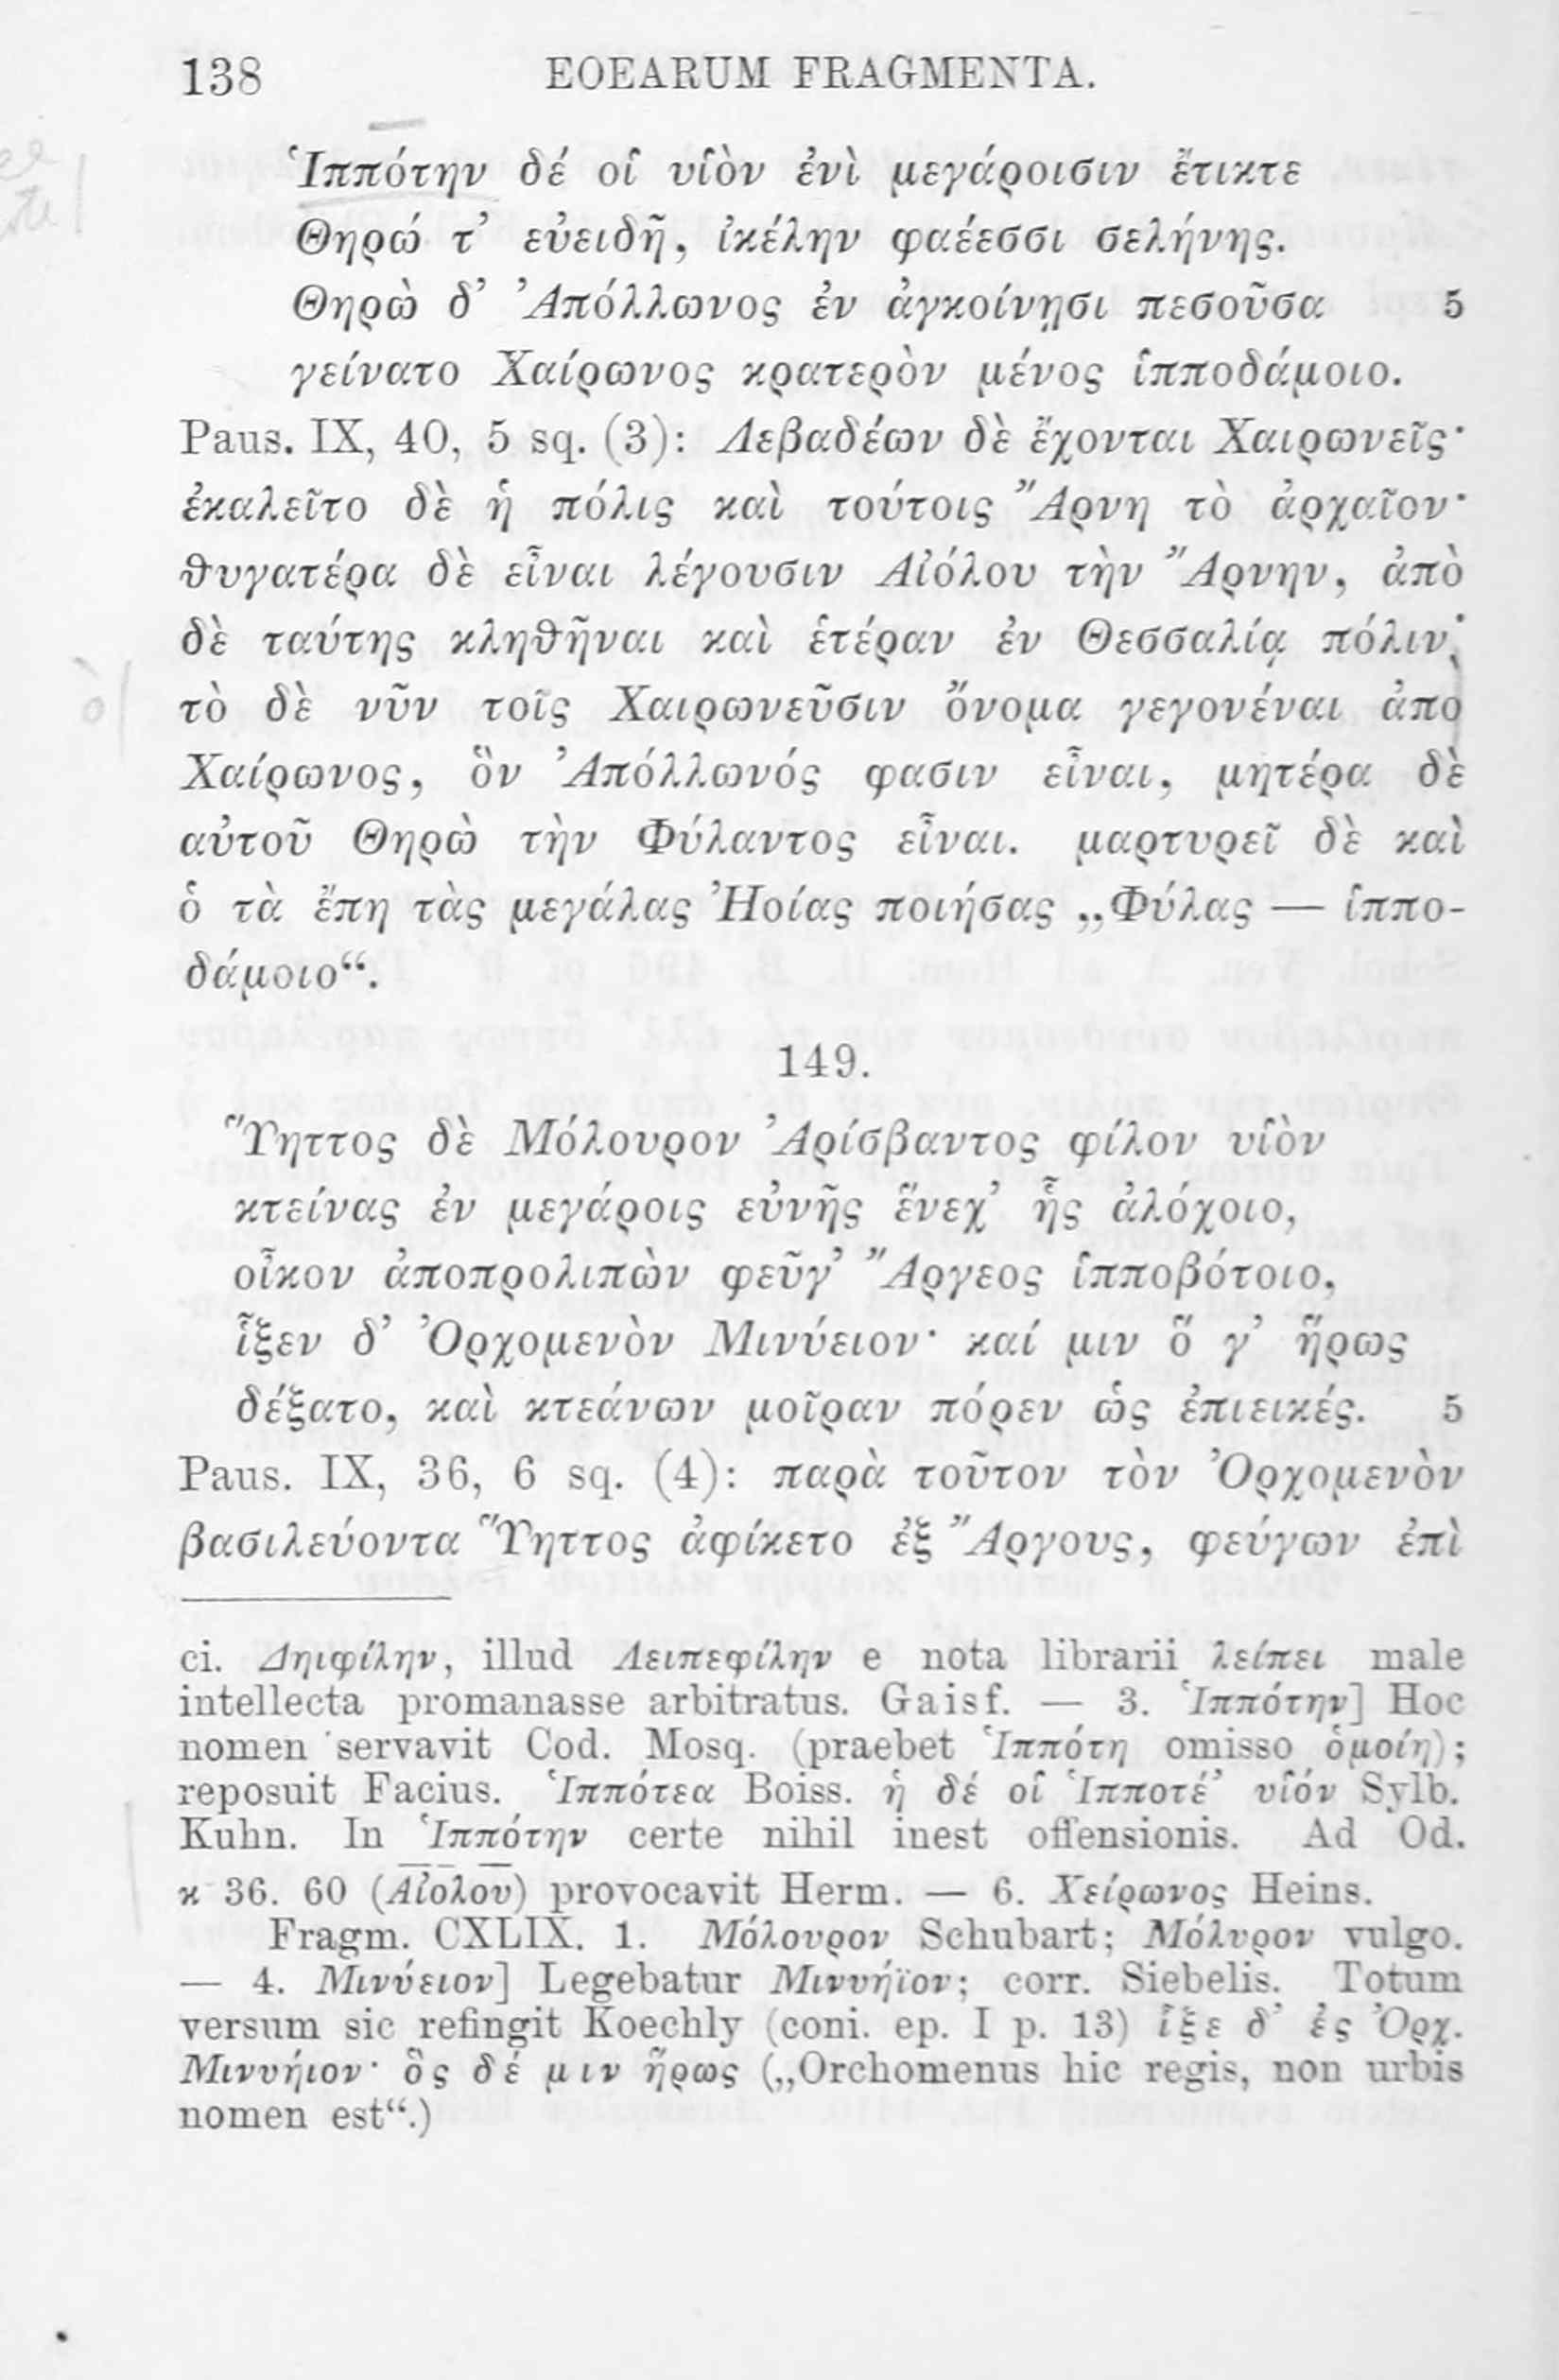 138 EOEARUM FRAGMENTA.
Ἱππότην δέ οἱ υἱὸν ἐνὶ μεγάροισιν ἔτικτε
Θηρώ τ’ εὐειδῆ, ἰκέλην φαέεσσι σελήνης.
Θηρὼ δ’ Ἀπόλλωνος ἐν ἀγκοίνῃσι πεσοῦσα 5
γείνατο Χαίρωνος κρατερὸν μένος ἱπποδάμοιο.
Paus. IX, 40, 5 sq. (3): Λεβαδέων δὲ ἔχονται Χαιρωνεῖς·
ἐκαλεῖτο δὲ ἡ πόλις καὶ τούτοις Ἄρνη τὸ ἀρχαῖον·
θυγατέρα δὲ εἶναι λέγουσιν Αἰόλου τὴν Ἄρνην, ἀπὸ
δὲ ταύτης κληθῆναι καὶ ἑτέραν ἐν Θεσσαλίᾳ πόλιν·
τὸ δὲ νῦν τοῖς Χαιρωνεῦσιν ὄνομα γεγονέναι ἀπὸ
Χαίρωνος, ὃν Ἀπόλλωνός φασιν εἶναι, μητέρα δὲ
αὐτοῦ Θηρὼ τὴν Φύλαντος εἶναι. μαρτυρεῖ δὲ καὶ
ὁ τὰ ἔπη τὰς μεγάλας Ἠοίας ποιήσας „Φύλας — ἱππο-
δάμοιο“.
149.
Ὕηττος δὲ Μόλουρον Ἀρίσβαντος φίλον υἱὸν
κτείνας ἐν μεγάροις εὐνῆς ἕνεχ’ ἧς ἀλόχοιο,
οἶκον ἀποπρολιπὼν φεῦγ’ Ἄργεος ἱπποβότοιο,
ἷξεν δ’ Ὀρχομενὸν Μινύειον· καί μιν ὅ γ’ ἥρως
δέξατο, καὶ κτεάνων μοῖραν πόρεν ὡς ἐπιεικές. 5
Paus. IX, 36, 6 sq. (4): παρὰ τοῦτον τὸν Ὀρχομενὸν
βασιλεύοντα Ὕηττος ἀφίκετο ἐξ Ἄργους, φεύγων ἐπὶ
ci. Δηιφίλην, illud Λειπεφίλην e nota librarii λείπει male
intellecta promanasse arbitratus. Gaisf. — 3. Ἱππότην] Hoc
nomen servavit Cod. Mosq. (praebet Ἱππότη omisso ὁμοίη);
reposuit Facius. Ἱππότεα Boiss. ἡ δέ οἱ Ἱπποτέ’ υἱόν Sylb.
Kuhn. In Ἱππότην certe nihil inest offensionis. Ad Od.
κ 36. 60 (Αἰολου) provocavit Herm. — 6. Χείρωνος Heins.
Fragm. CXLIX. 1. Μόλουρον Schubart; Μόλυρον vulgo.
— 4. Μινύειον] Legebatur Μινυήϊον; corr. Siebelis. Totum
versum sic refingit Koechly (coni. ep. I p. 13) ἷξε δ’ ἐς Ὀρχ.
Μινυήιον· ὃς δέ μιν ἥρως („Orchomenus hic regis, non urbis
nomen est“.)